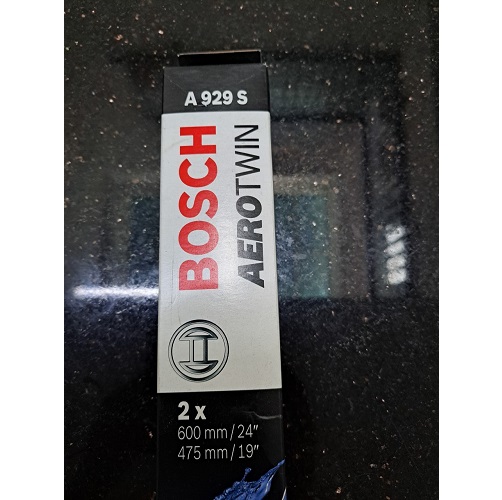 A 929 S
BOSCH
AEROTWIN
2 x
600 mm / 24"
475 mm / 19"